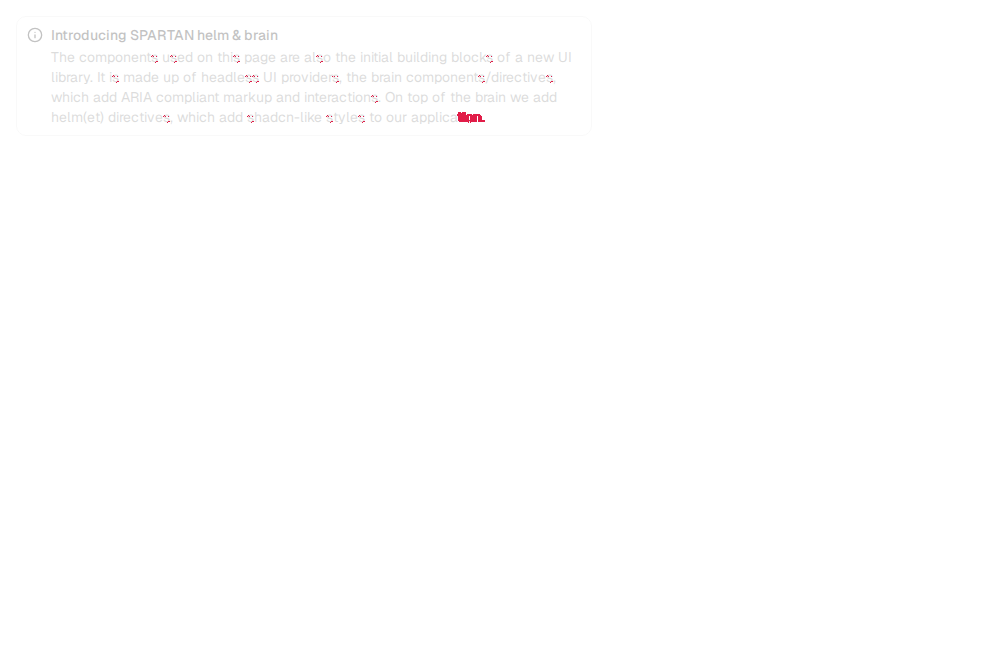 Introducing SPARTAN helm & brain
The components used on this page are also the initial building blocks of a new UI
library. It is made up of headless UI providers, the brain components/directives,
which add ARIA compliant markup and interactions. On top of the brain we add
helm(et) directives, which add shadcn-like styles to our application.